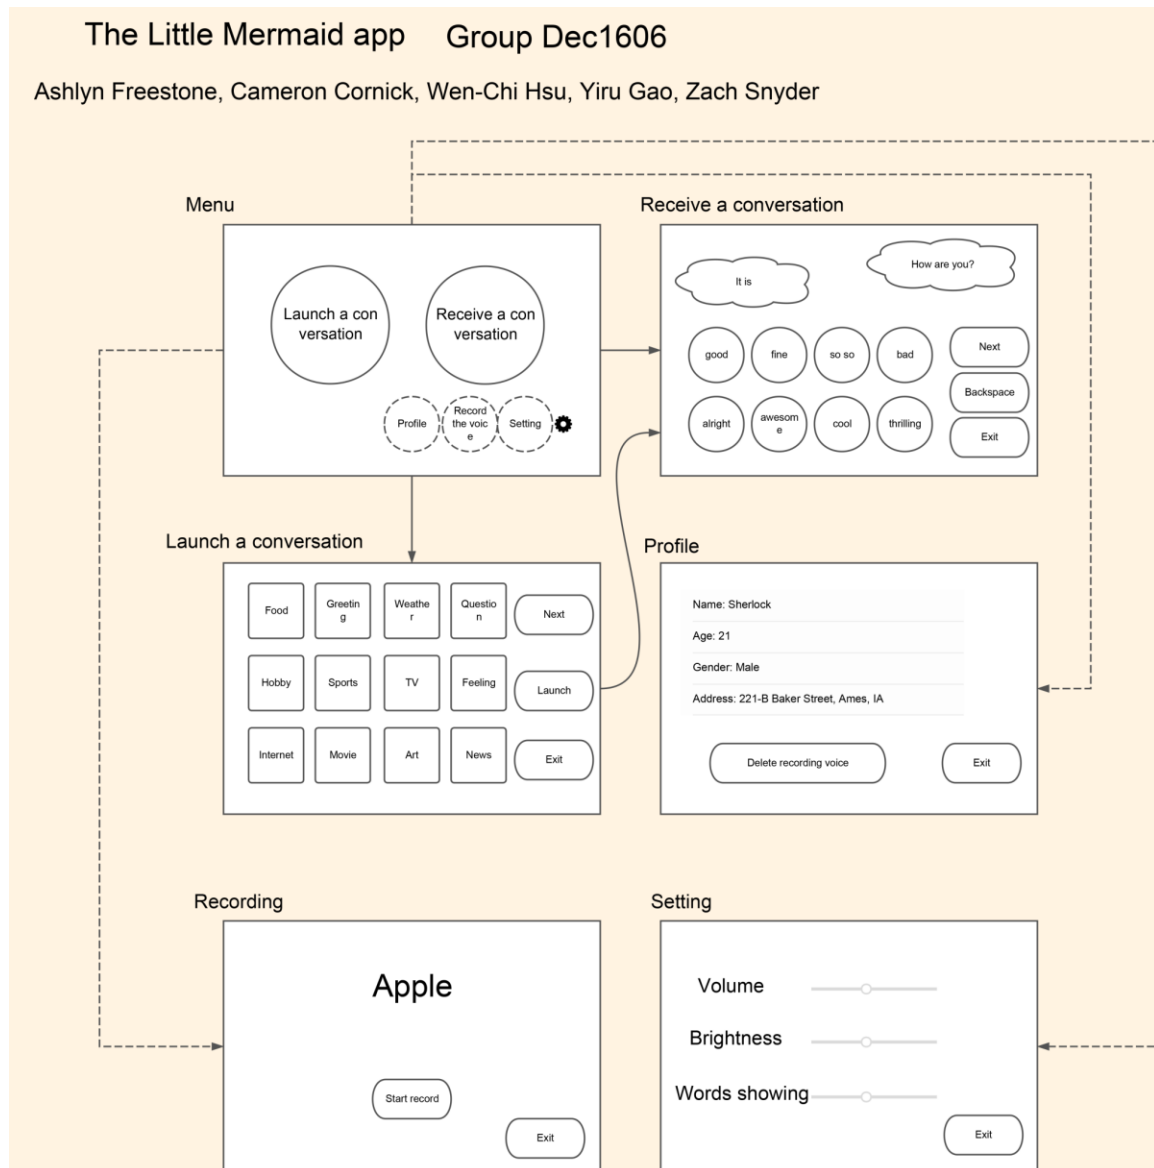 The Little Mermaid app Group Dec1606
Ashlyn Freestone, Cameron Cornick, Wen-Chi Hsu, Yiru Gao, Zach Snyder
Menu
Launch a con
versation
Receive a con
versation
Profile
Record
the voic
e
Setting
Receive a conversation
It is
How are you?
good
fine
so so
bad
Next
Backspace
alright
awesom
e
cool
thrilling
Exit
Launch a conversation
Food
Greetin
g
Weathe
r
Questio
n
Next
Hobby
Sports
TV
Feeling
Launch
Internet
Movie
Art
News
Exit
Profile
Name: Sherlock
Age: 21
Gender: Male
Address: 221-B Baker Street, Ames, IA
Delete recording voice
Exit
Recording
Apple
Start record
Exit
Setting
Volume
Brightness
Words showing
Exit